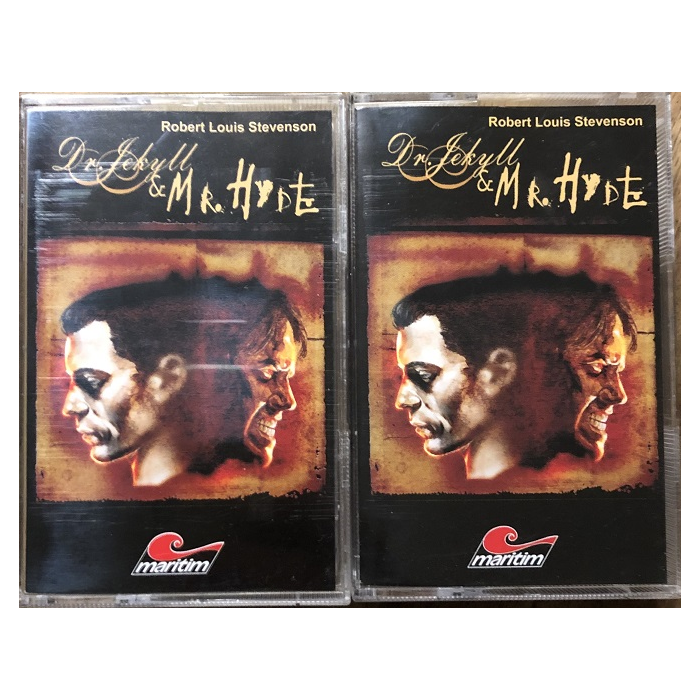 Robert Louis Stevenson
Dr. Jekyll
& MR. HYDE
maritim
Robert Louis Stevenson
Dr. Jekyll
& MR. HYDE
maritim